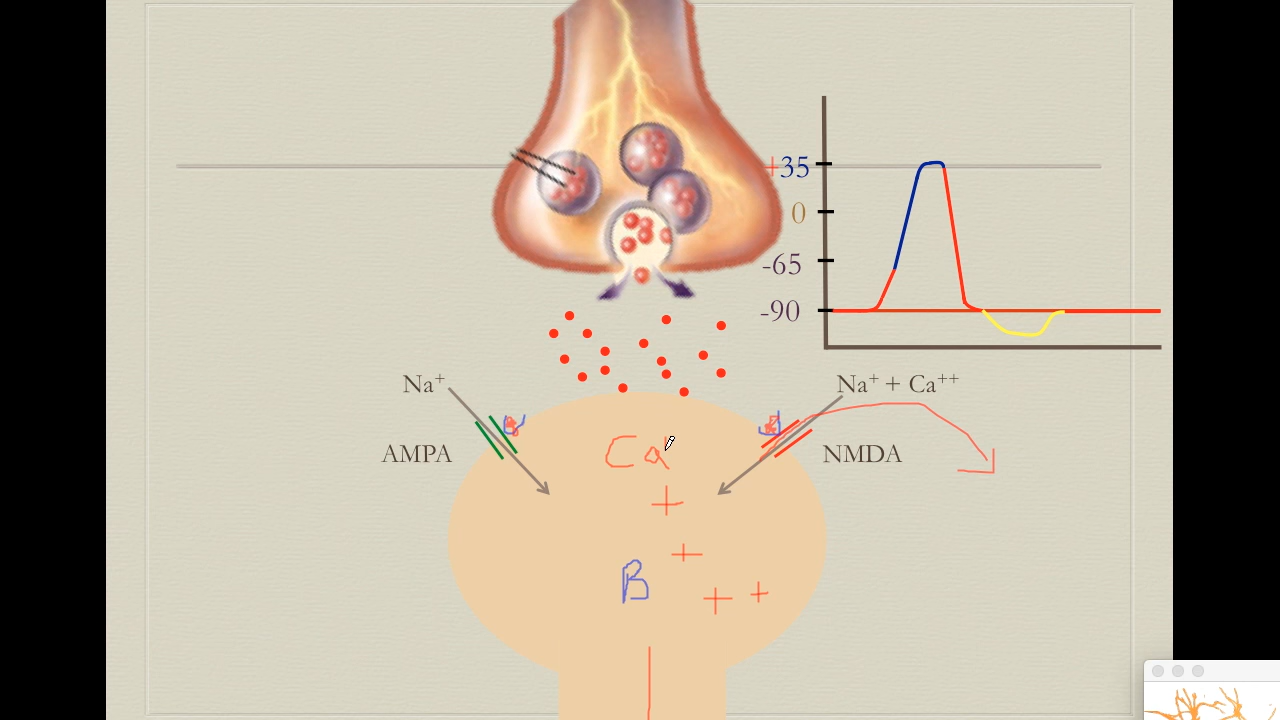 +35
0
-65
-90
Na⁺
Na⁺ + Ca⁺⁺
AMPA
NMDA
Ca
+
+
+ +
B